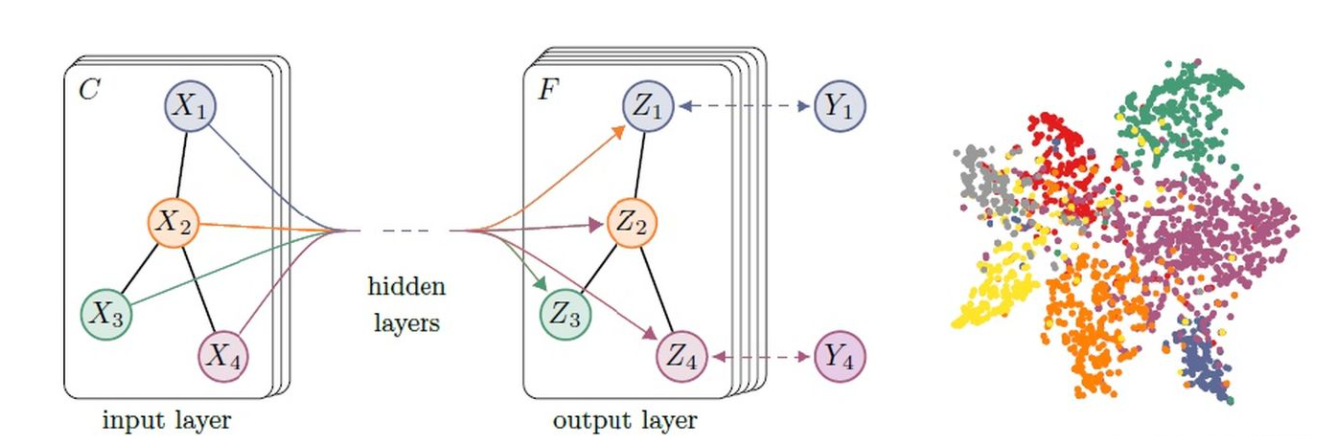 C
X₁
X₂
X₃
X₄
input layer
hidden
layers
F
Z₁
Z₂
Z₃
Z₄
output layer
Y₁
Y₄